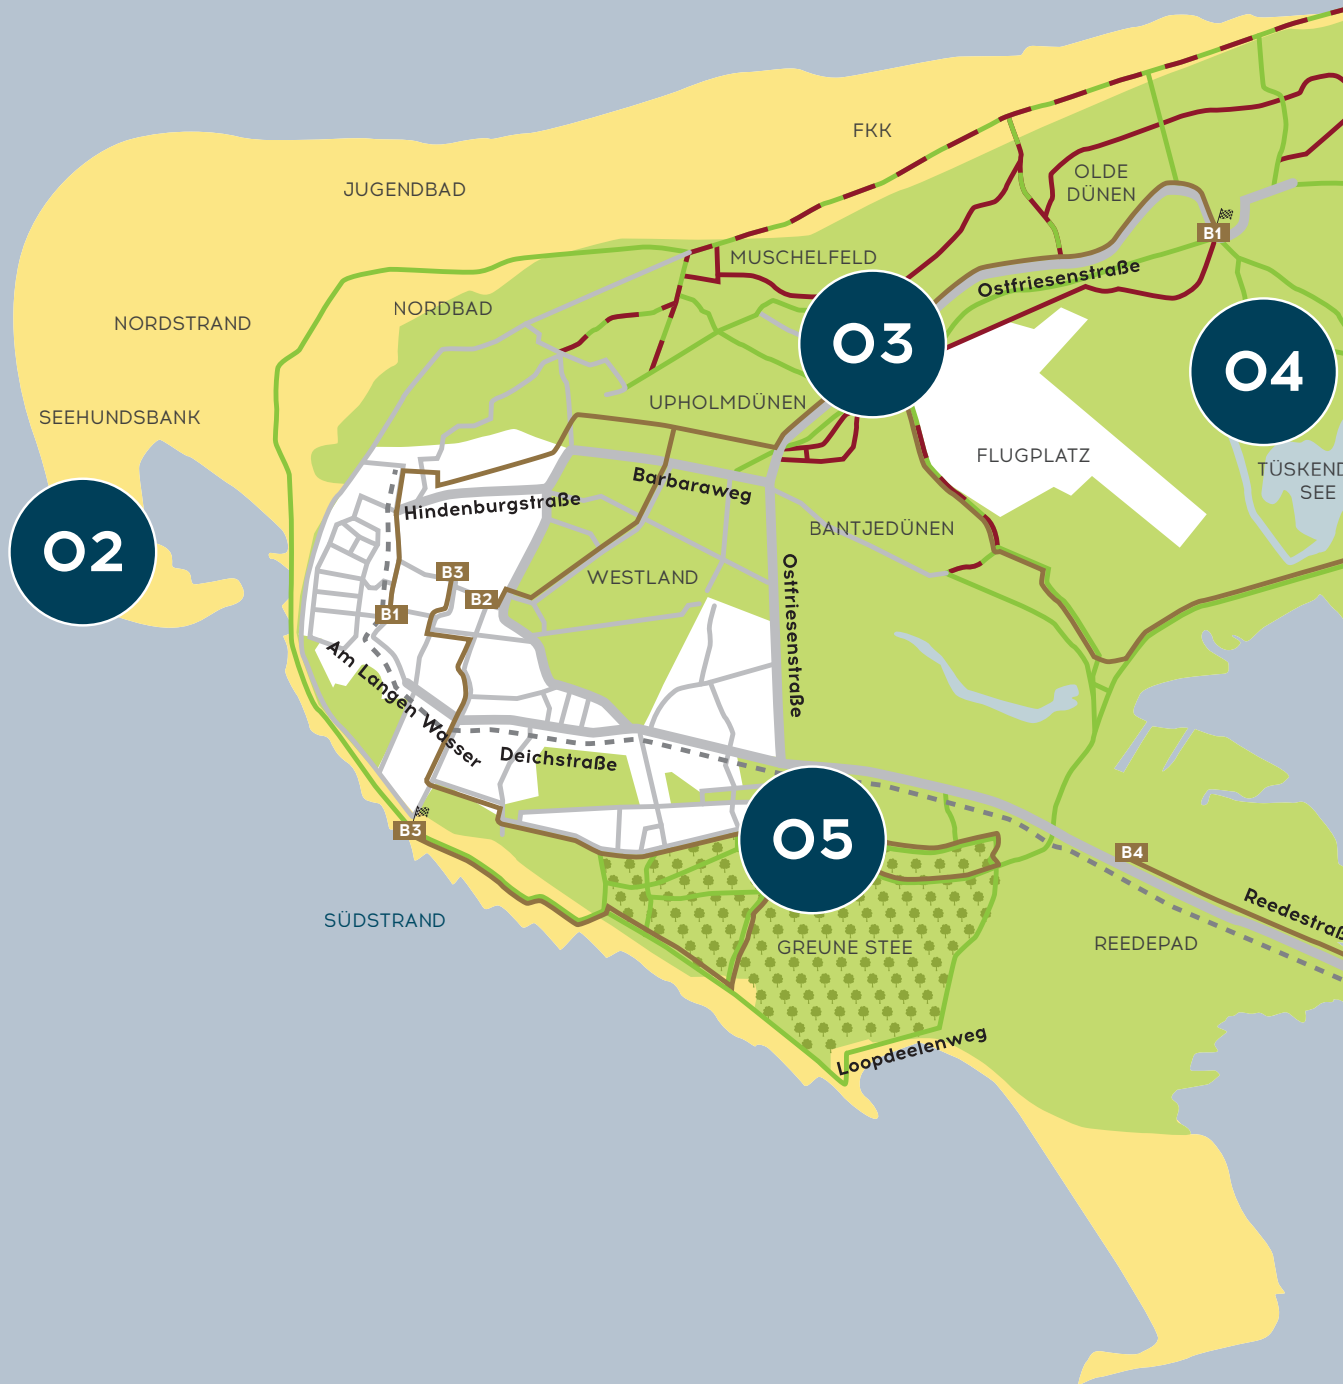 FKK
JUGENDBAD
OLDE
DÜNEN
B1
MUSCHELFELD
Ostfriesenstraße
NORDBAD
NORDSTRAND
03
04
UPHOLMDÜNEN
SEEHUNDSBANK
FLUGPLATZ
TÜSKEND
SEE
Barbaraweg
Hindenburgstraße
BANTJEDÜNEN
02
B3
WESTLAND
B2
B1
Ostfriesenstraße
Am Langen Wasser
Deichstraße
B3
05
B4
Reedestraß
SÜDSTRAND
GREUNE STEE
REEDEPAD
Loopdeelenweg